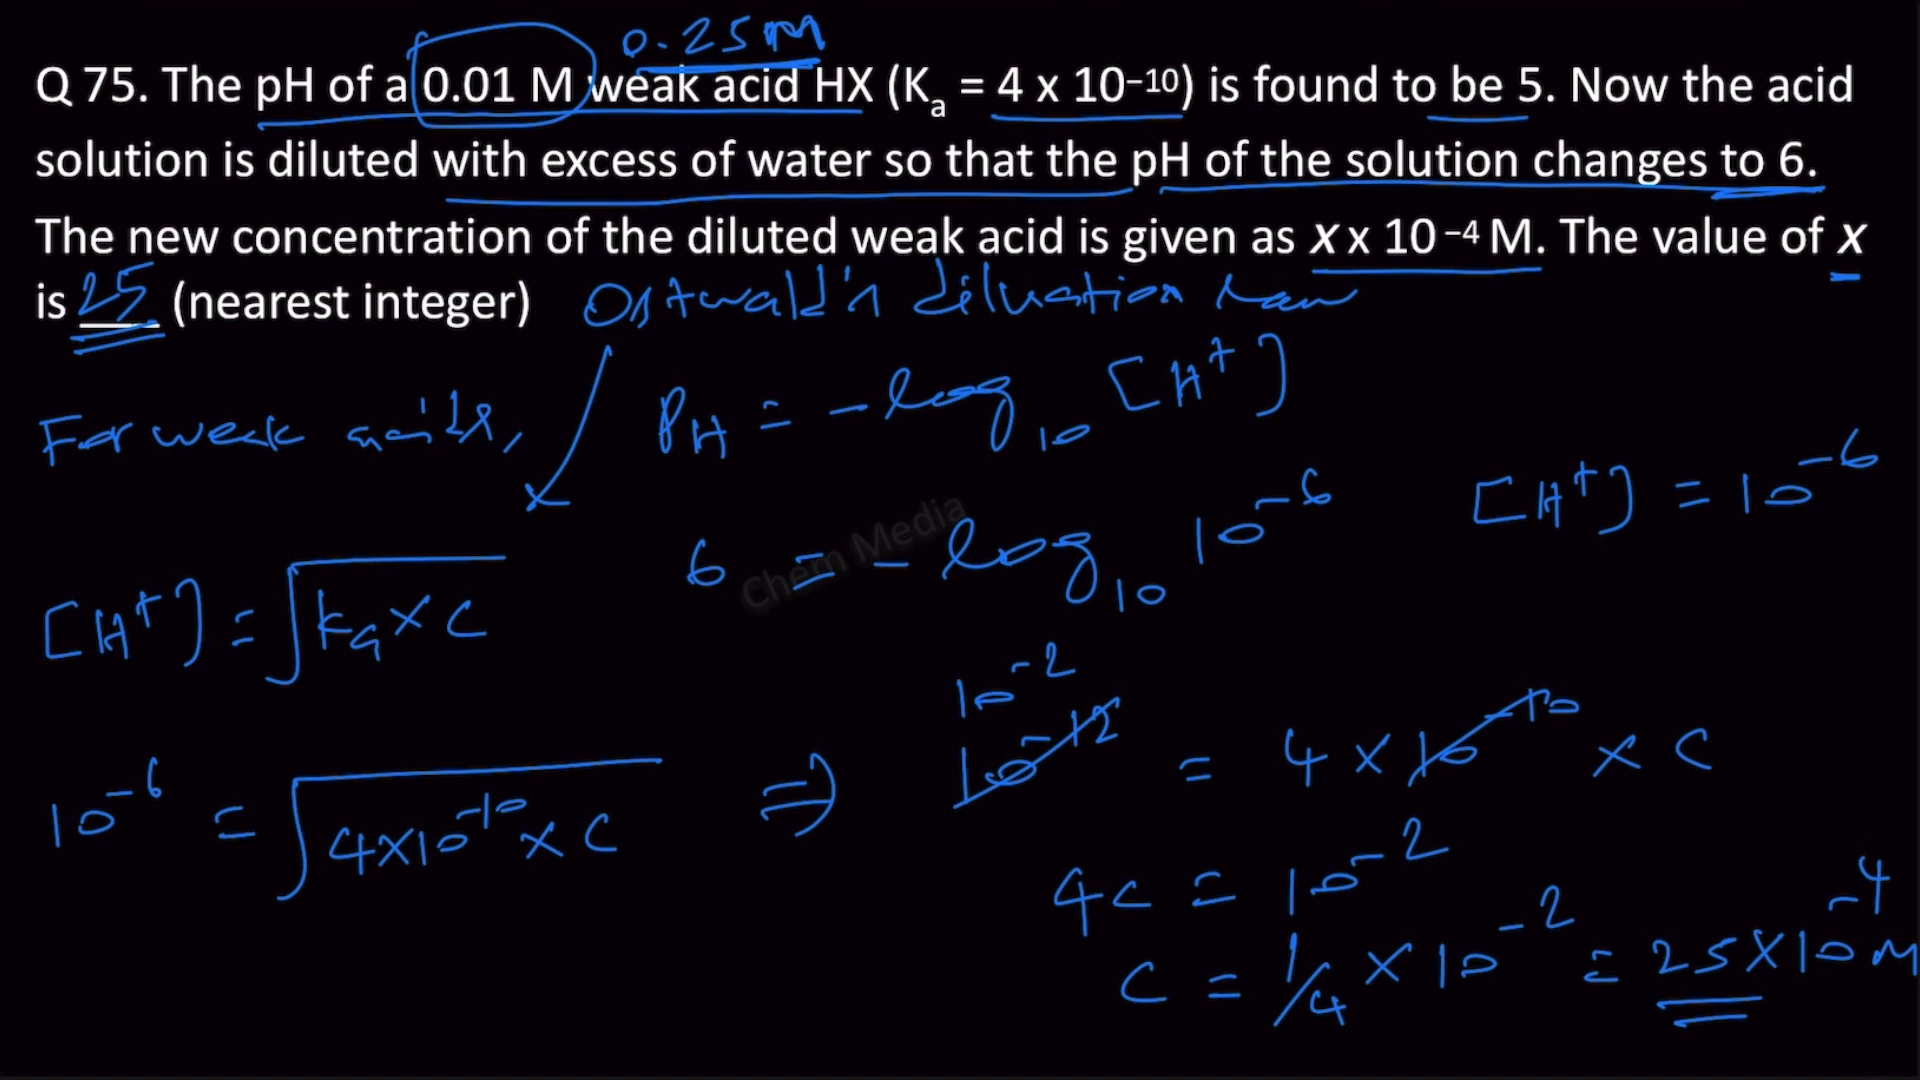 0.25 M
Q 75. The pH of a 0.01 M weak acid HX (Kₐ = 4 x 10⁻¹⁰) is found to be 5. Now the acid
solution is diluted with excess of water so that the pH of the solution changes to 6.
The new concentration of the diluted weak acid is given as x x 10⁻⁴ M. The value of x
is 25 (nearest integer) Ostwald's diluation Law
For weak acids, PH = -log₁₀ [H⁺]
6 = -log₁₀ 10⁻⁶ [H⁺] = 10⁻⁶
Chem Media
[H⁺] = √Ka x C
10⁻²
10⁻⁶ = √4x10⁻¹⁰ x C ⇒ 10⁻¹² = 4 x 10⁻¹⁰ x C
4C = 10⁻²
C = 1/4 x 10⁻² = 25x10⁻⁴ M